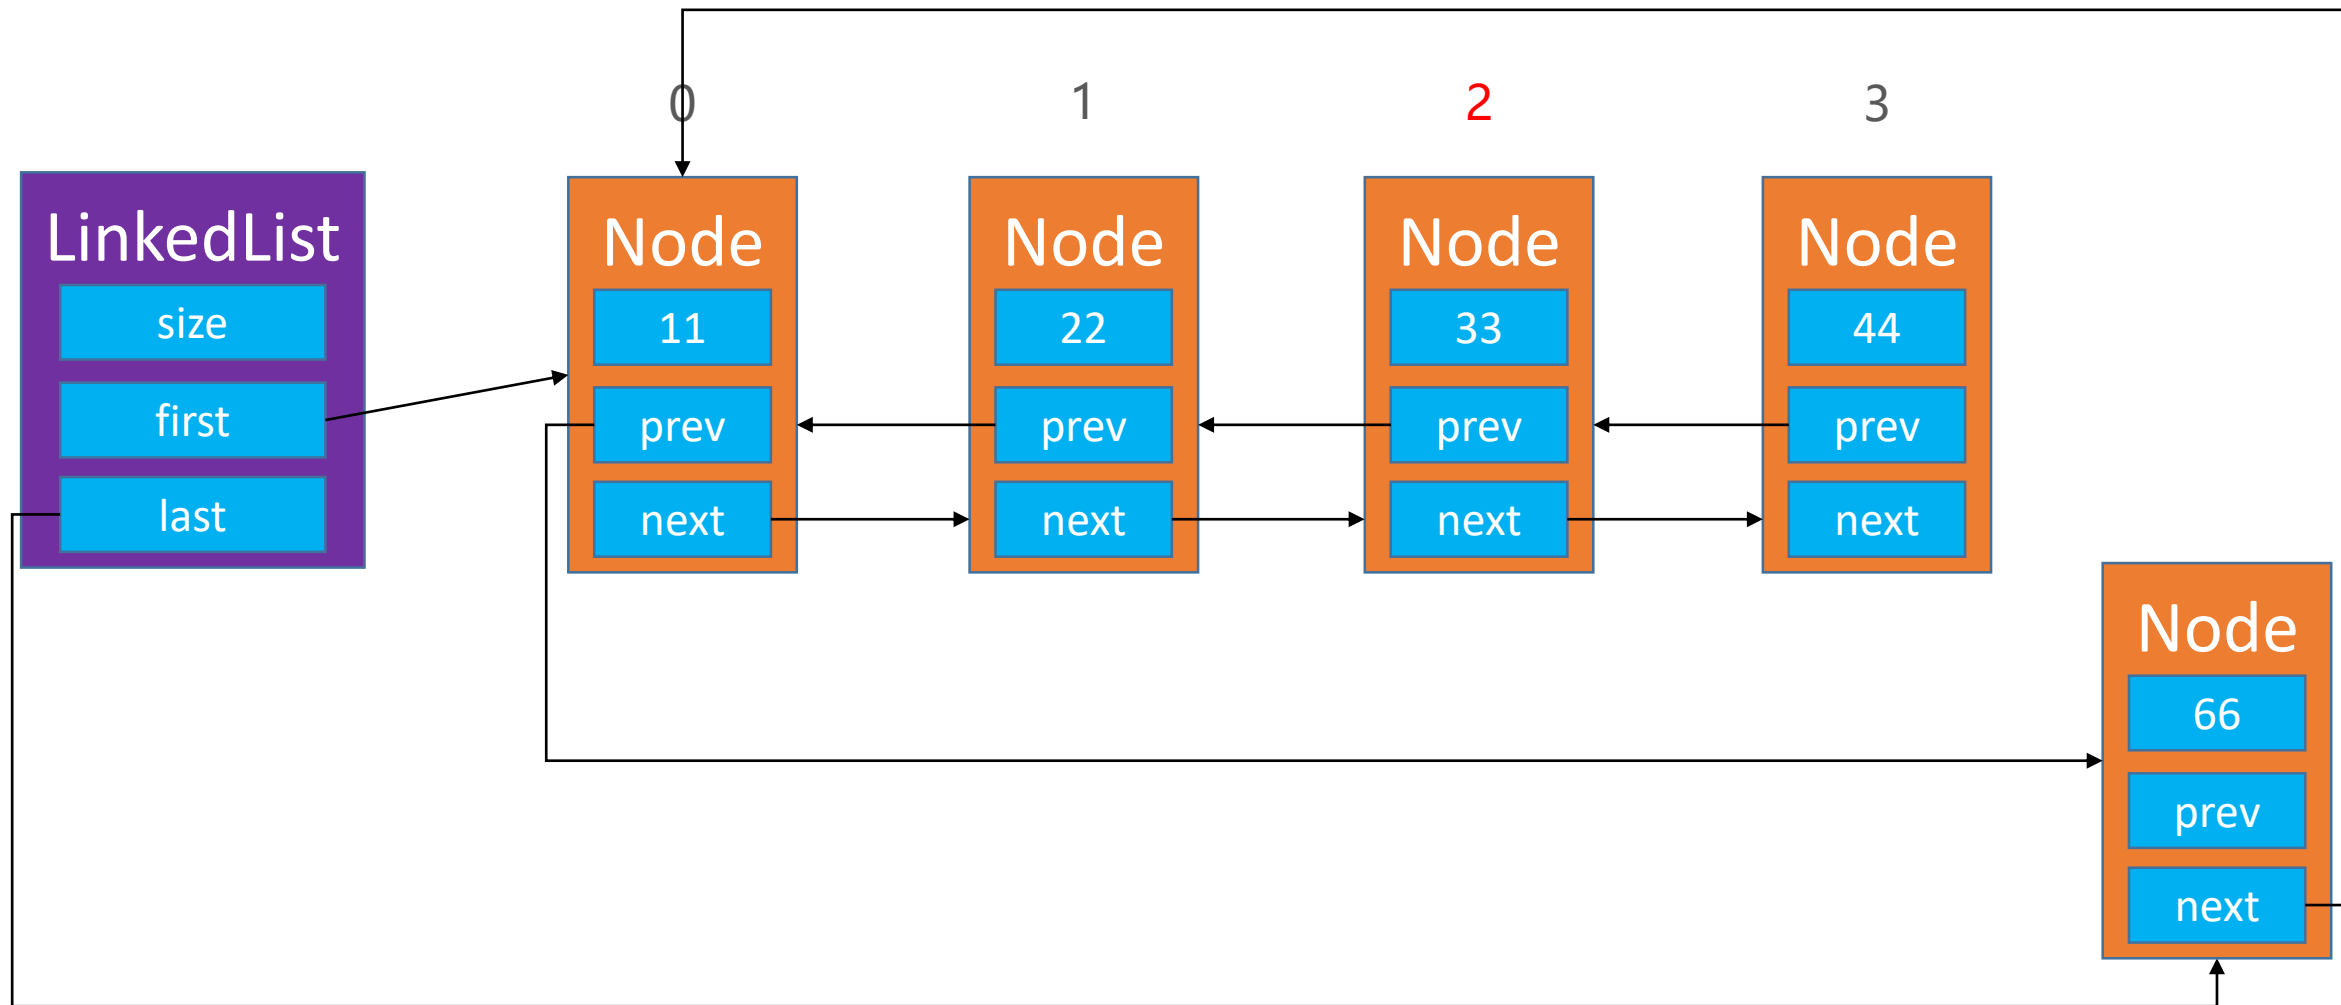 0
1
2
3
LinkedList
size
first
last
Node
11
prev
next
Node
22
prev
next
Node
33
prev
next
Node
44
prev
next
Node
66
prev
next